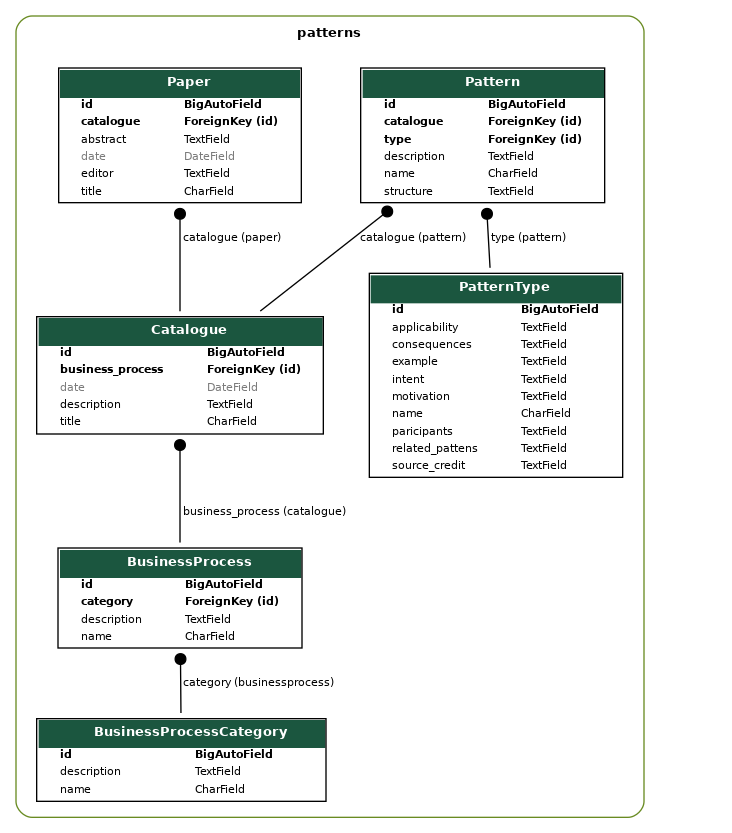 patterns
Paper
id BigAutoField
catalogue ForeignKey (id)
abstract TextField
date DateField
editor TextField
title CharField
Pattern
id BigAutoField
catalogue ForeignKey (id)
type ForeignKey (id)
description TextField
name CharField
structure TextField
catalogue (paper)
catalogue (pattern)
type (pattern)
PatternType
id BigAutoField
applicability TextField
consequences TextField
example TextField
intent TextField
motivation TextField
name CharField
paricipants TextField
related_pattens TextField
source_credit TextField
Catalogue
id BigAutoField
business_process ForeignKey (id)
date DateField
description TextField
title CharField
business_process (catalogue)
BusinessProcess
id BigAutoField
category ForeignKey (id)
description TextField
name CharField
category (businessprocess)
BusinessProcessCategory
id BigAutoField
description TextField
name CharField